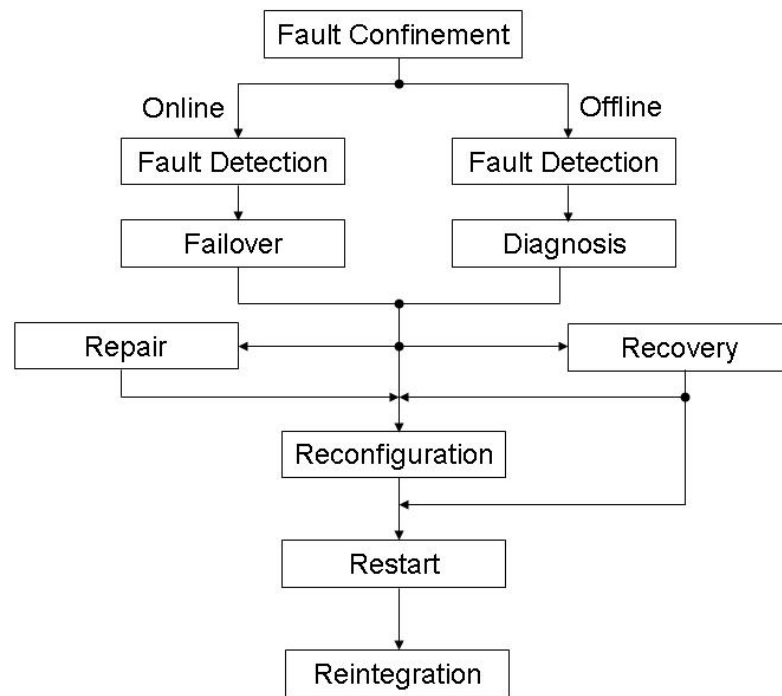 Fault Confinement
Online
Offline
Fault Detection
Fault Detection
Failover
Diagnosis
Repair
Recovery
Reconfiguration
Restart
Reintegration